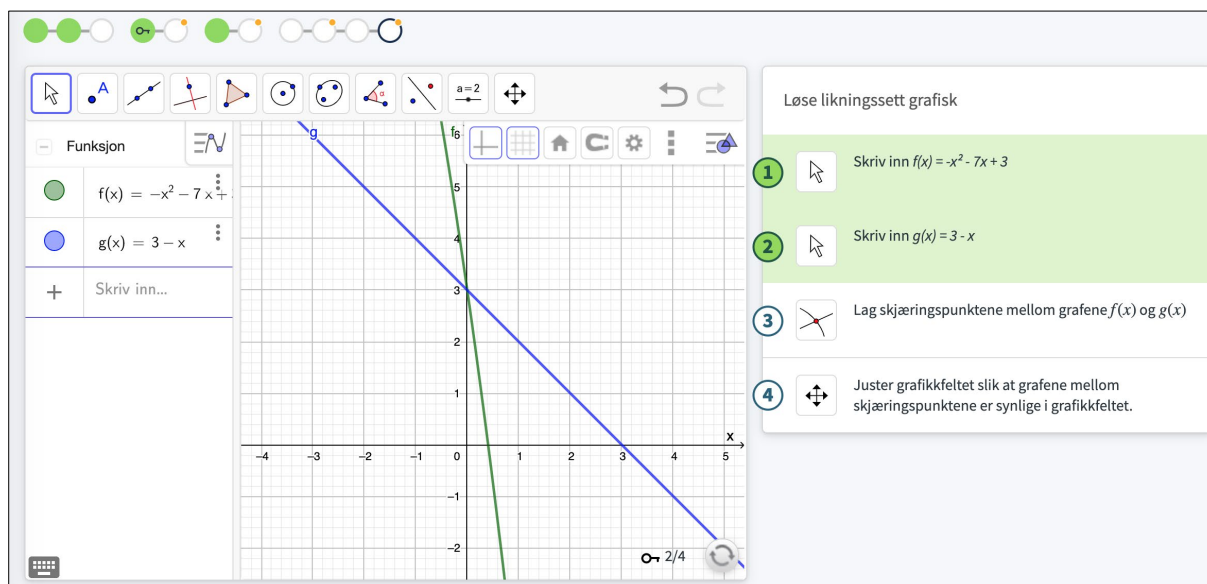 A
α
a = 2
Funksjon
f(x) = −x² − 7 x +
g(x) = 3 − x
+ Skriv inn...
g
f
6
5
4
3
2
1
−4 −3 −2 −1 0 1 2 3 4 5
x
−1
−2
2/4
Løse likningssett grafisk
1 Skriv inn f(x) = -x² - 7x + 3
2 Skriv inn g(x) = 3 - x
3 Lag skjæringspunktene mellom grafene f(x) og g(x)
4 Juster grafikkfeltet slik at grafene mellom
skjæringspunktene er synlige i grafikkfeltet.